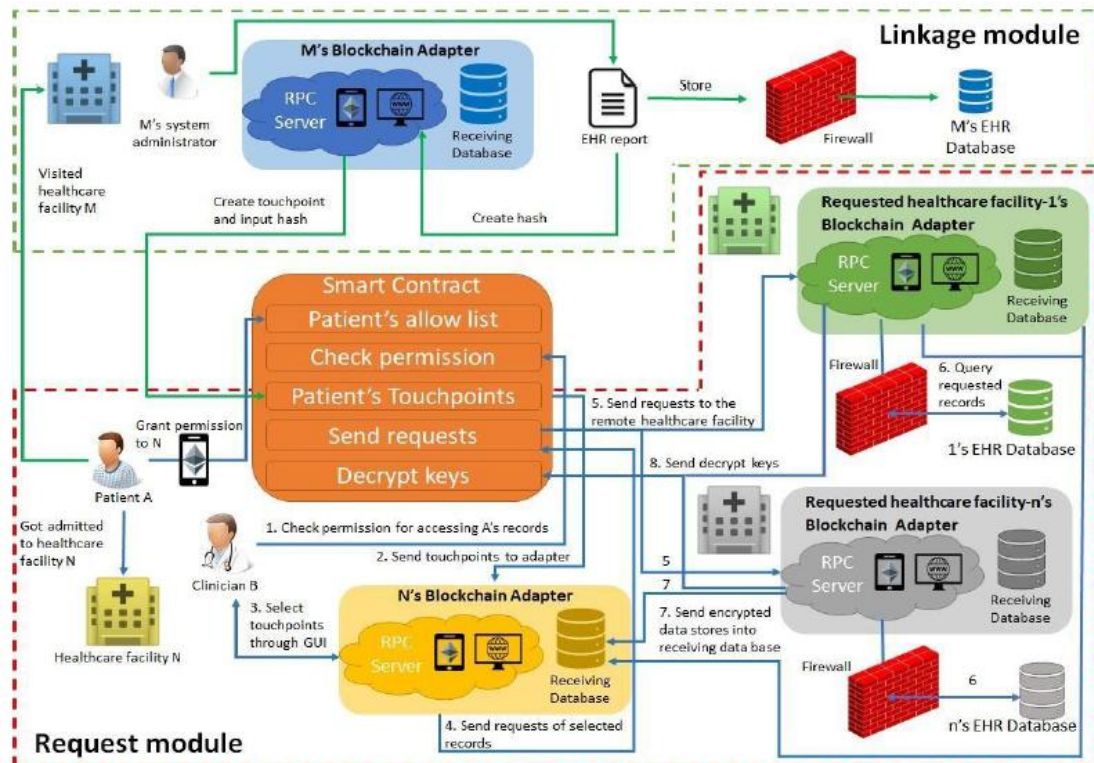 Linkage module
M's Blockchain Adapter
RPC
Server
WWW
Receiving
Database
M's system
administrator
EHR report
Store
Firewall
M's EHR
Database
Visited
healthcare
facility M
Create touchpoint
and input hash
Create hash
Requested healthcare facility-1's
Blockchain Adapter
RPC
Server
WWW
Receiving
Database
Smart Contract
Patient's allow list
Check permission
Patient's Touchpoints
Send requests
Decrypt keys
Firewall
6. Query
requested
records
1's EHR Database
5. Send requests to the
remote healthcare facility
8. Send decrypt keys
Grant permission
to N
Patient A
Got admitted
to healthcare
facility N
Healthcare facility N
1. Check permission for accessing A's records
Clinician B
2. Send touchpoints to adapter
3. Select
touchpoints
through GUI
N's Blockchain Adapter
RPC
Server
WWW
Receiving
Database
4. Send requests of selected
records
Requested healthcare facility-n's
Blockchain Adapter
RPC
Server
WWW
Receiving
Database
5
7
7. Send encrypted
data stores into
receiving data base
Firewall
6
n's EHR Database
Request module